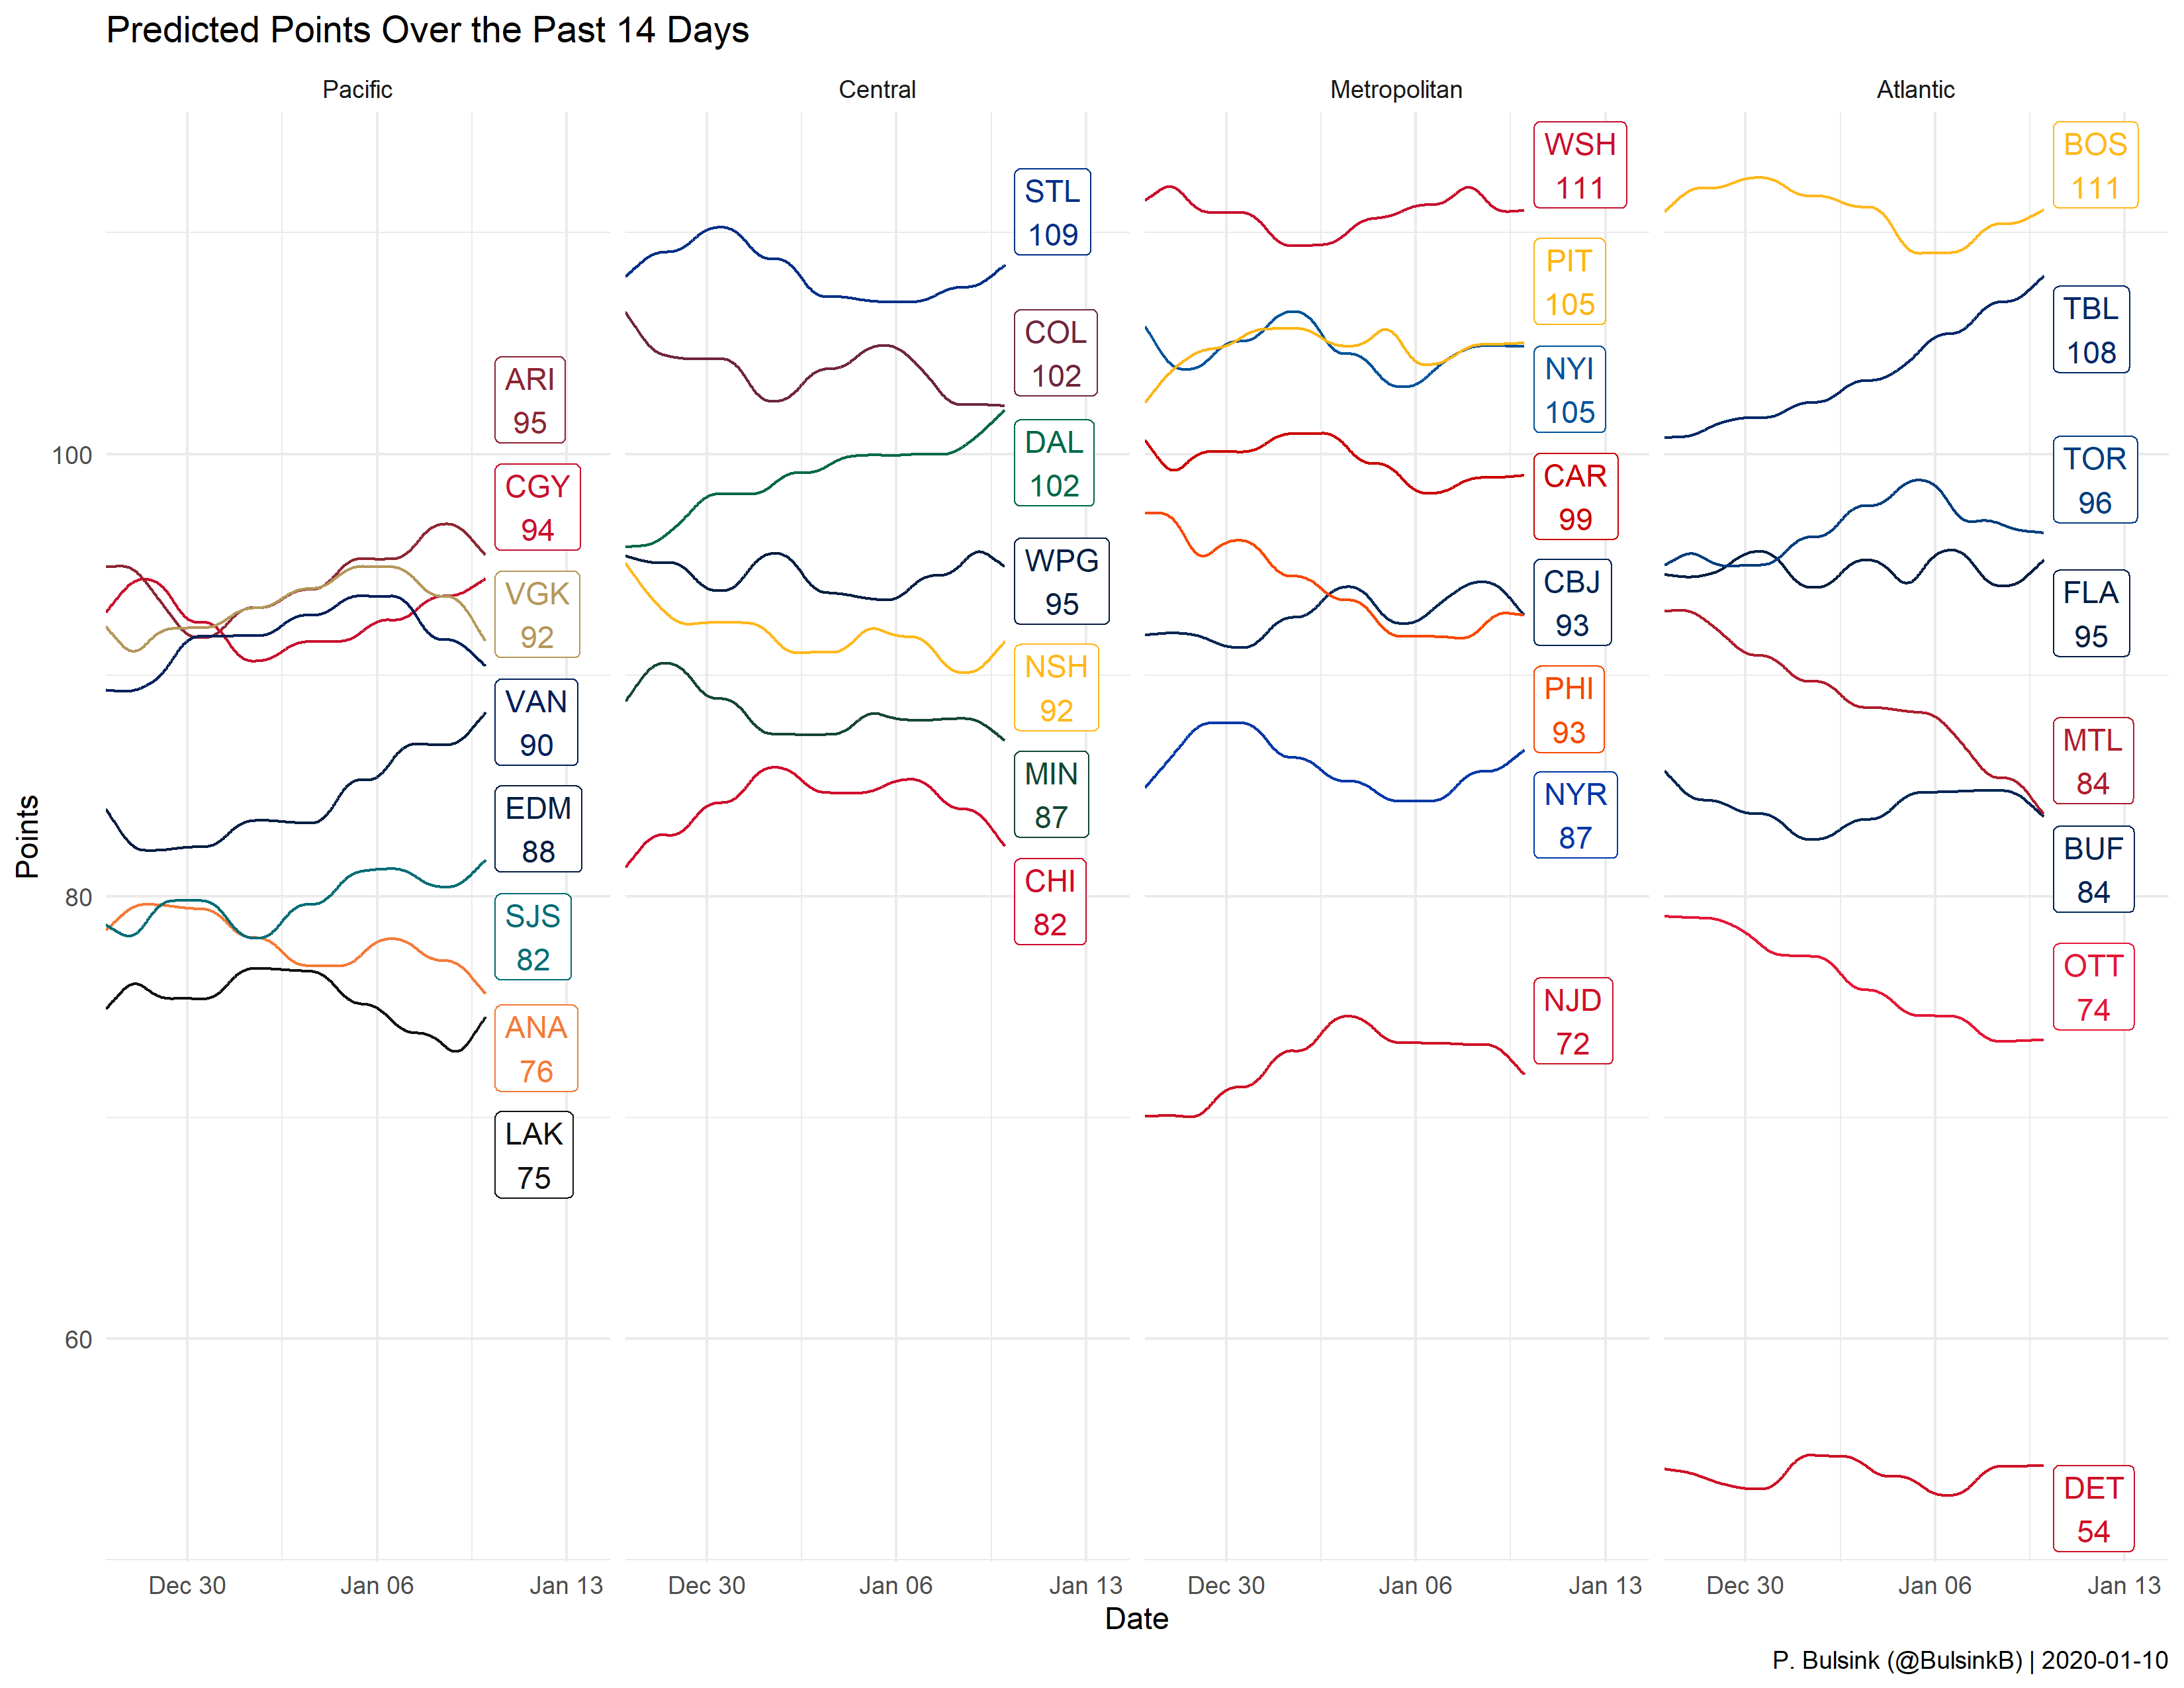 Predicted Points Over the Past 14 Days
Pacific
Central
Metropolitan
Atlantic
Points
100
80
60
ARI
95
CGY
94
VGK
92
VAN
90
EDM
88
SJS
82
ANA
76
LAK
75
STL
109
COL
102
DAL
102
WPG
95
NSH
92
MIN
87
CHI
82
WSH
111
PIT
105
NYI
105
CAR
99
CBJ
93
PHI
93
NYR
87
NJD
72
BOS
111
TBL
108
TOR
96
FLA
95
MTL
84
BUF
84
OTT
74
DET
54
Dec 30 Jan 06 Jan 13
Dec 30 Jan 06 Jan 13
Dec 30 Jan 06 Jan 13
Dec 30 Jan 06 Jan 13
Date
P. Bulsink (@BulsinkB) | 2020-01-10